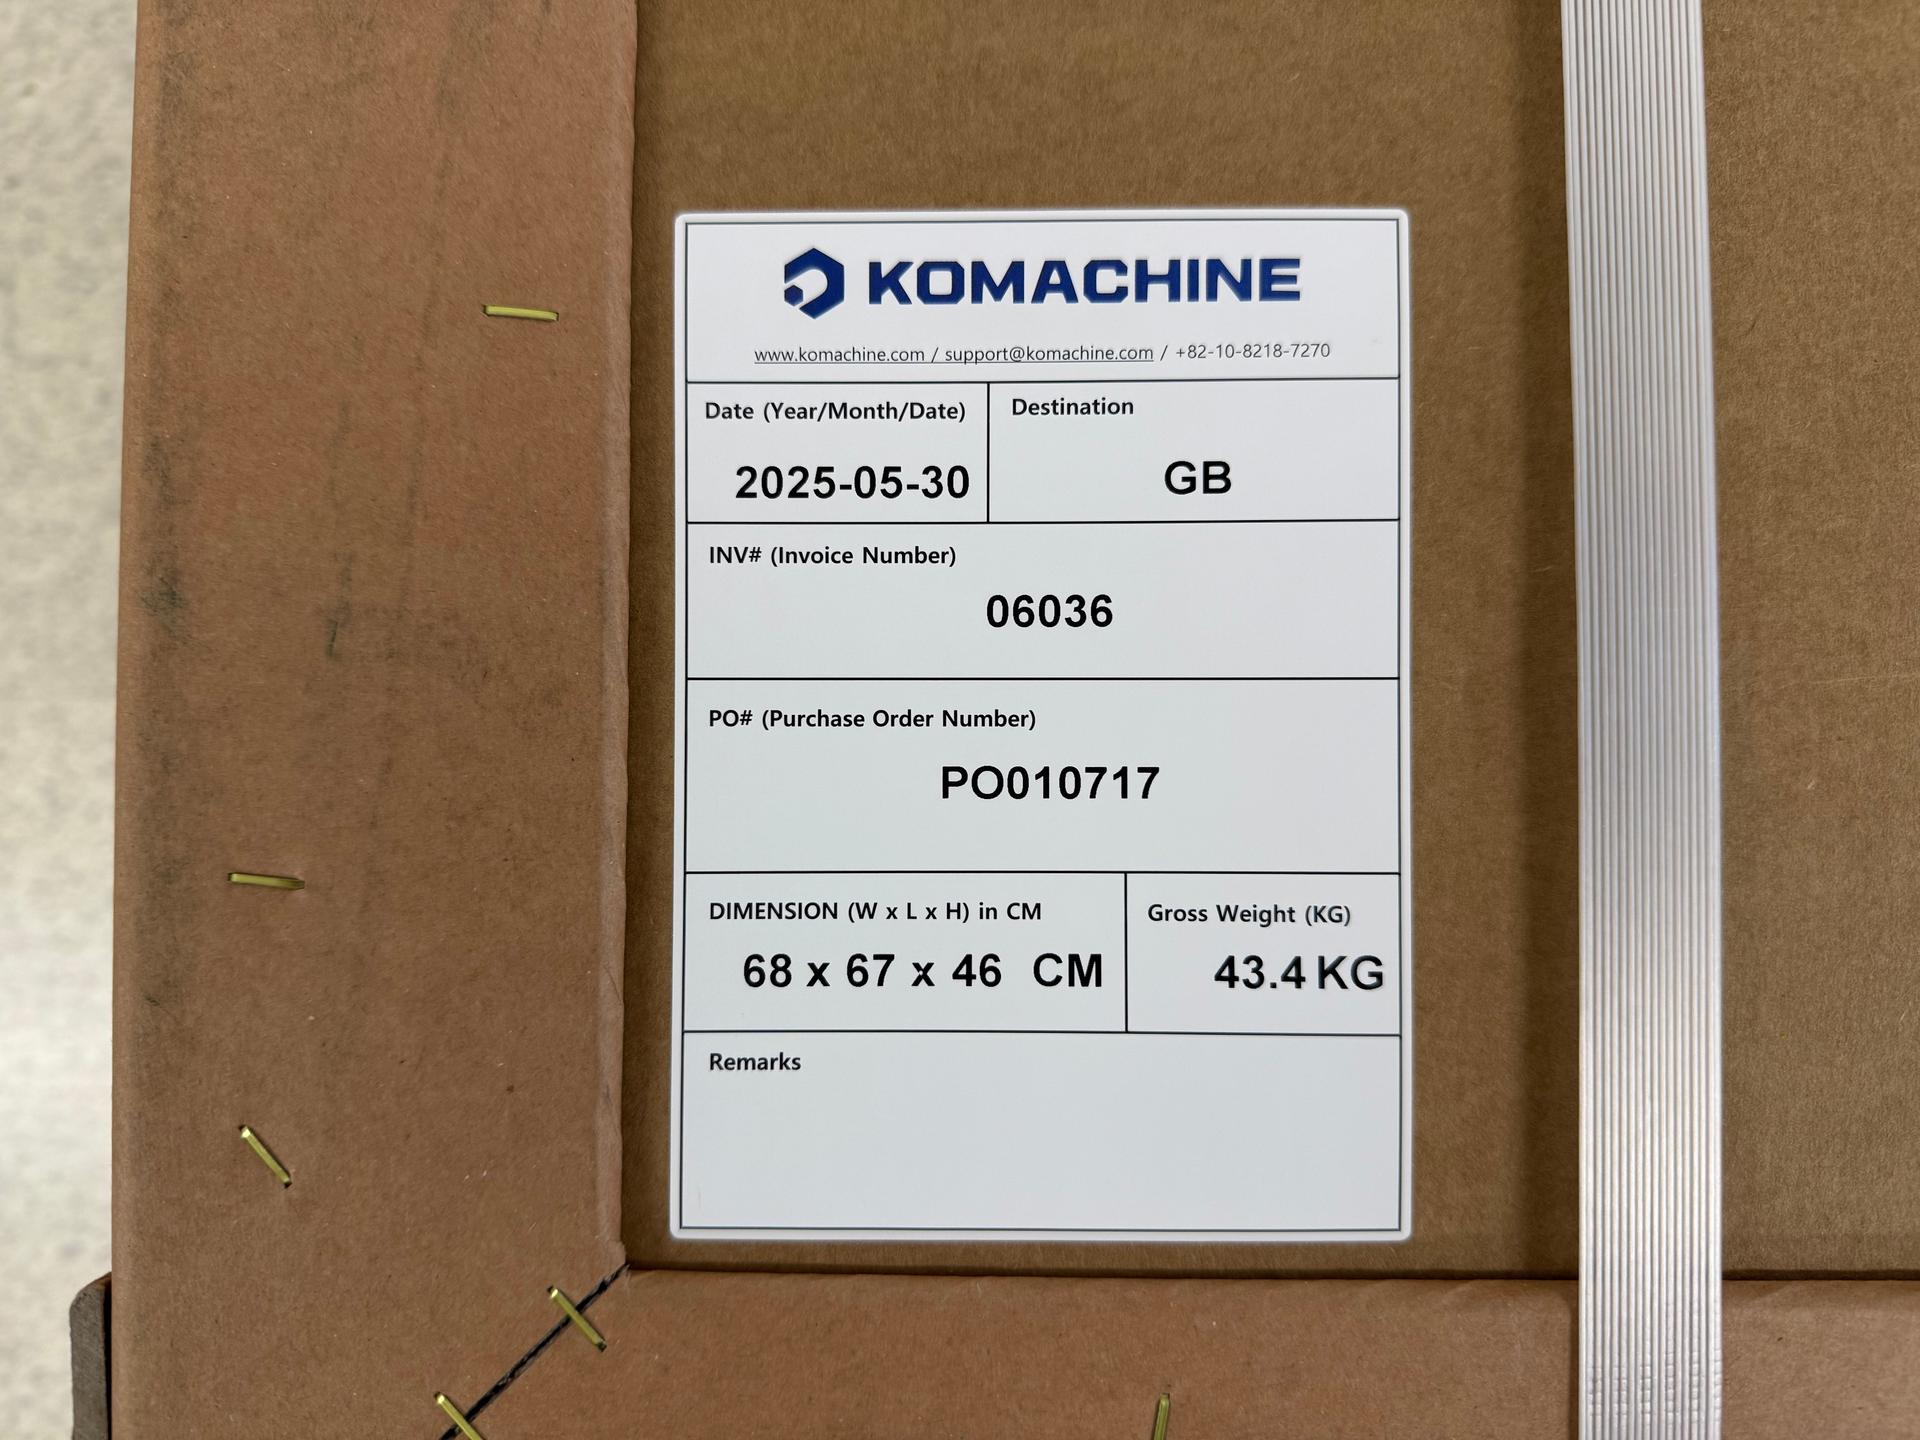 KOMACHINE
www.komachine.com / support@komachine.com / +82-10-8218-7270
Date (Year/Month/Date)
2025-05-30
Destination
GB
INV# (Invoice Number)
06036
PO# (Purchase Order Number)
PO010717
DIMENSION (W x L x H) in CM
68 x 67 x 46 CM
Gross Weight (KG)
43.4 KG
Remarks